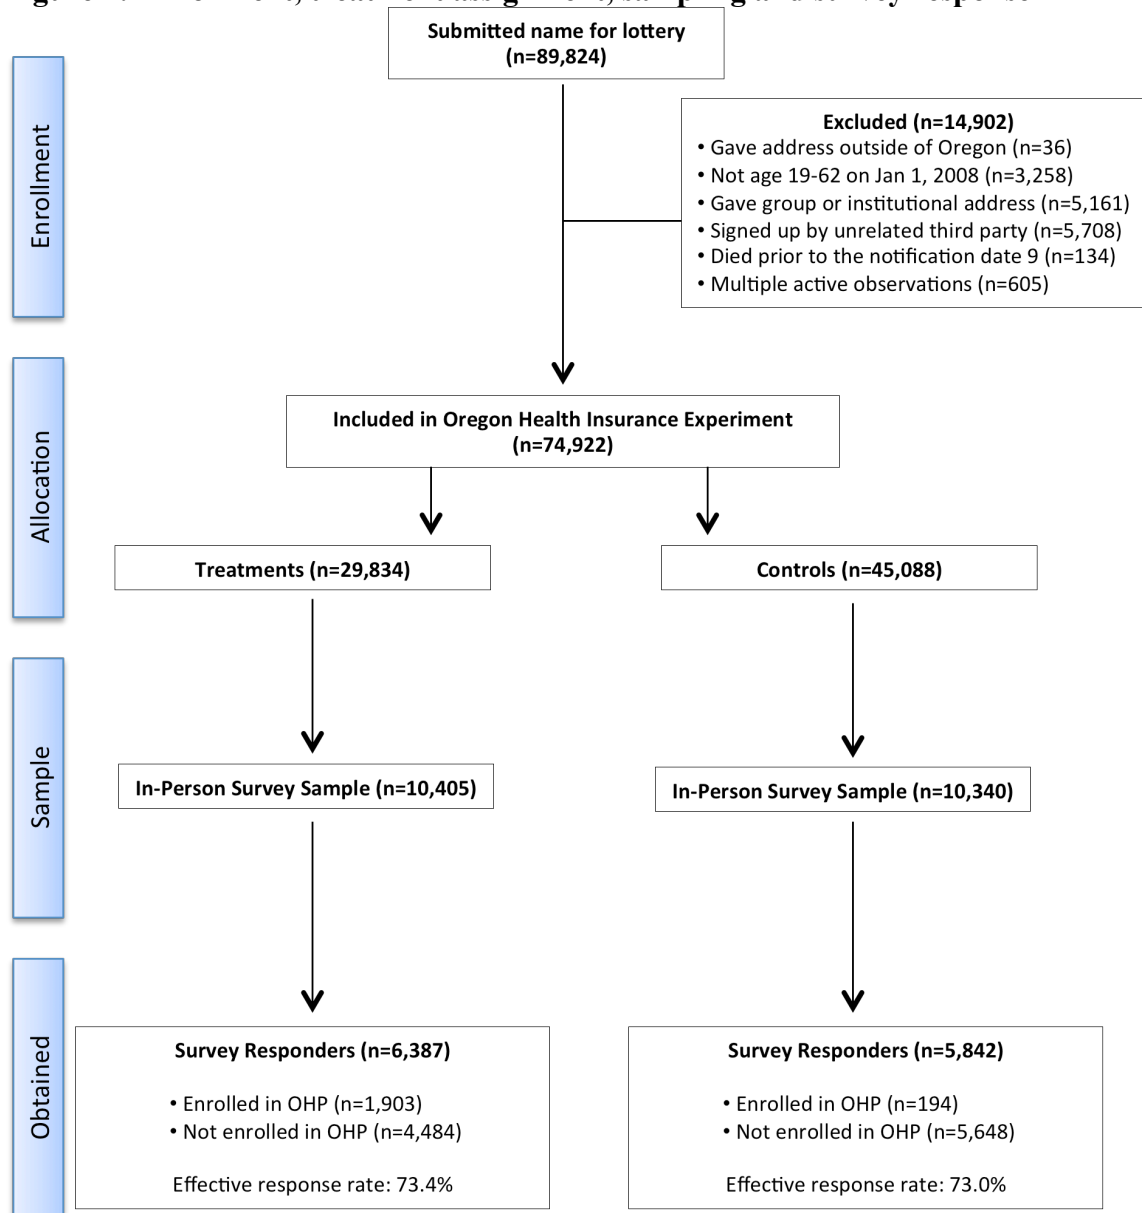 Submitted name for lottery
(n=89,824)
Enrollment
Excluded (n=14,902)
• Gave address outside of Oregon (n=36)
• Not age 19-62 on Jan 1, 2008 (n=3,258)
• Gave group or institutional address (n=5,161)
• Signed up by unrelated third party (n=5,708)
• Died prior to the notification date 9 (n=134)
• Multiple active observations (n=605)
Allocation
Included in Oregon Health Insurance Experiment
(n=74,922)
Treatments (n=29,834)
Controls (n=45,088)
Sample
In-Person Survey Sample (n=10,405)
In-Person Survey Sample (n=10,340)
Obtained
Survey Responders (n=6,387)
• Enrolled in OHP (n=1,903)
• Not enrolled in OHP (n=4,484)
Effective response rate: 73.4%
Survey Responders (n=5,842)
• Enrolled in OHP (n=194)
• Not enrolled in OHP (n=5,648)
Effective response rate: 73.0%